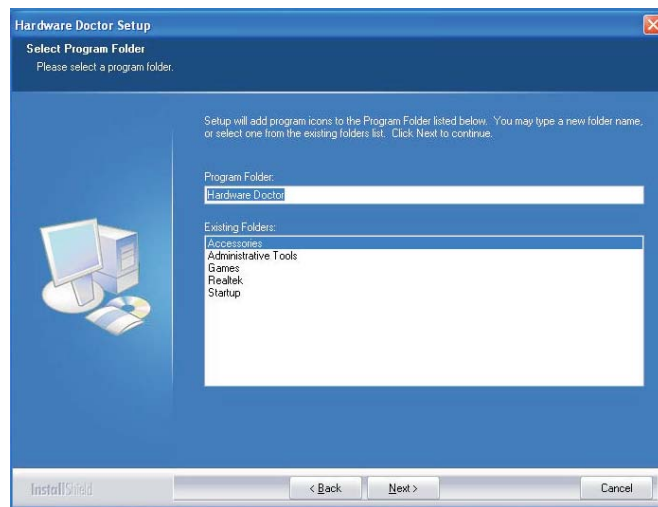 Hardware Doctor Setup
Select Program Folder
Please select a program folder.
Setup will add program icons to the Program Folder listed below. You may type a new folder name,
or select one from the existing folders list. Click Next to continue.
Program Folder:
Hardware Doctor
Existing Folders:
Accessories
Administrative Tools
Games
Realtek
Startup
InstallShield
< Back
Next >
Cancel